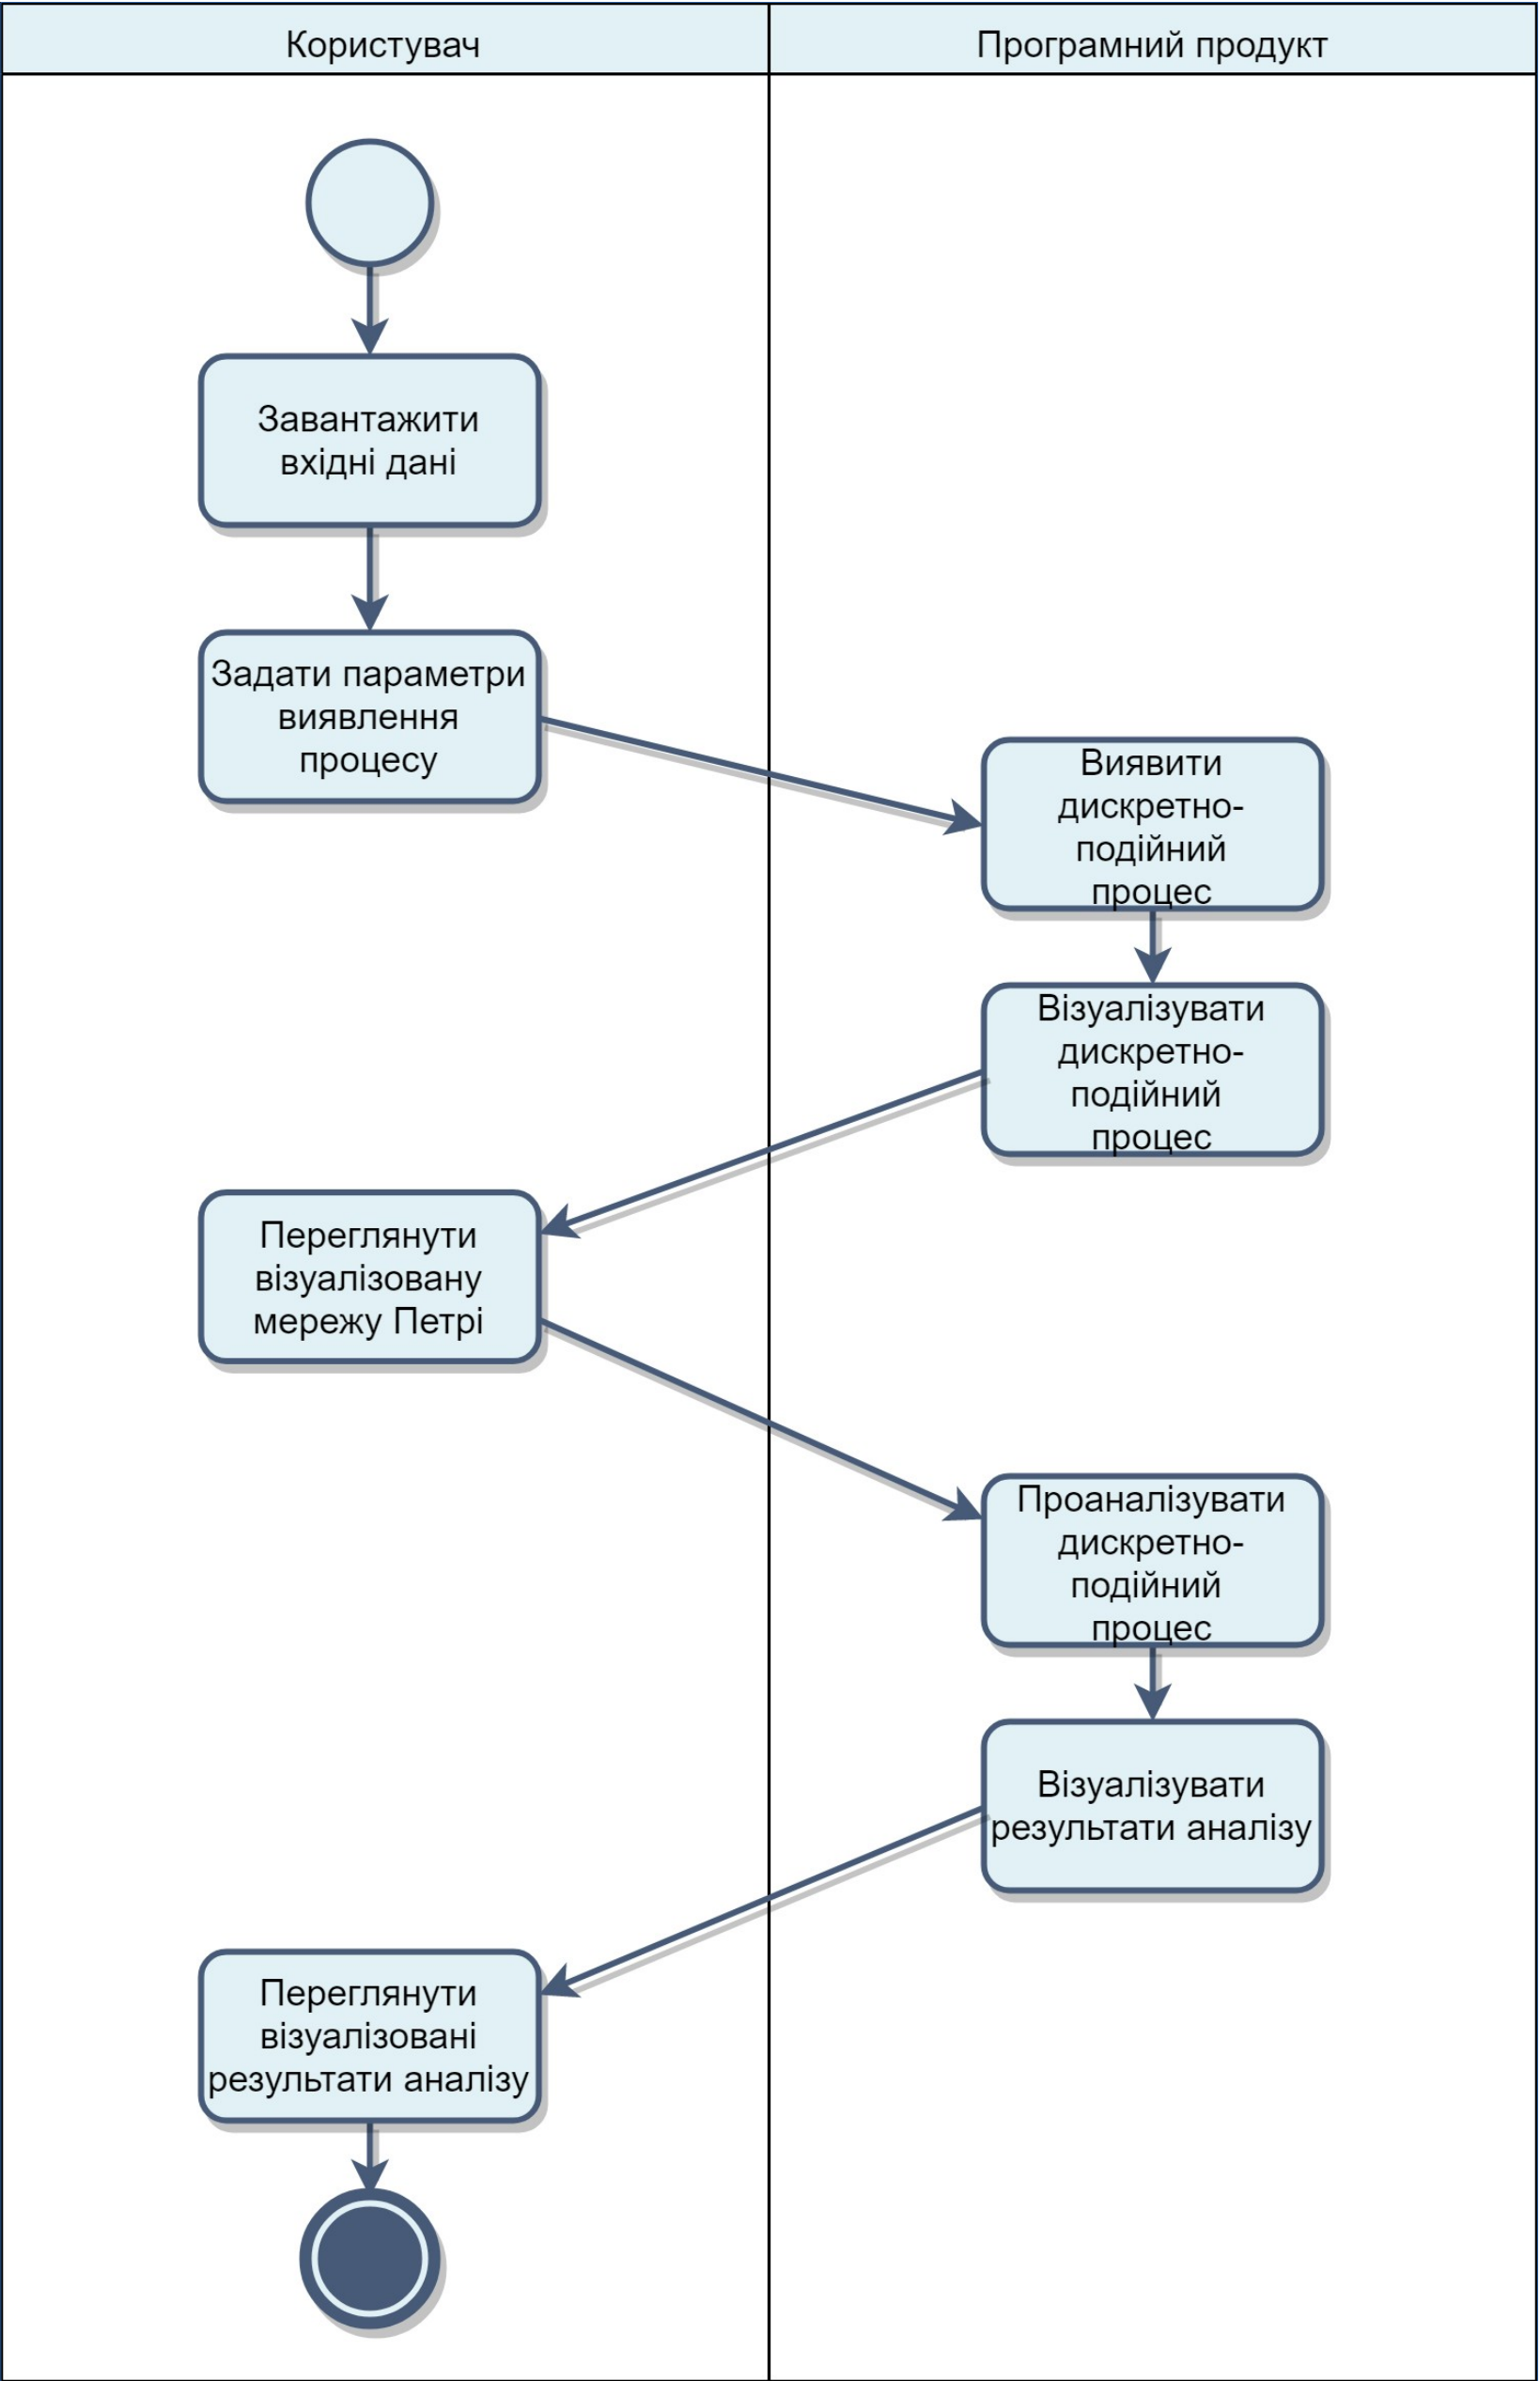 Користувач
Програмний продукт
Завантажити
вхідні дані
Задати параметри
виявлення
процесу
Виявити
дискретно-
подійний
процес
Візуалізувати
дискретно-
подійний
процес
Переглянути
візуалізовану
мережу Петрі
Проаналізувати
дискретно-
подійний
процес
Візуалізувати
результати аналізу
Переглянути
візуалізовані
результати аналізу